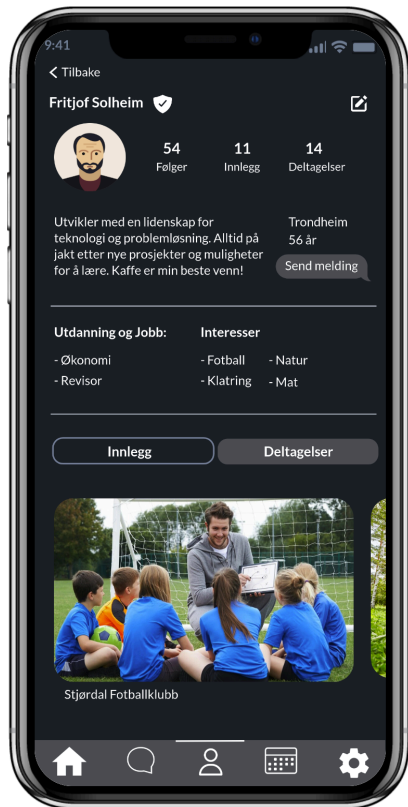 9:41
Tilbake
Fritjof Solheim
54
11
14
Følger
Innlegg
Deltagelser
Utvikler med en lidenskap for
teknologi og problemløsning. Alltid på
jakt etter nye prosjekter og muligheter
for å lære. Kaffe er min beste venn!
Trondheim
56 år
Send melding
Utdanning og Jobb:
- Økonomi
- Revisor
Interesser
- Fotball
- Natur
- Klatring
- Mat
Innlegg
Deltagelser
Stjørdal Fotballklubb